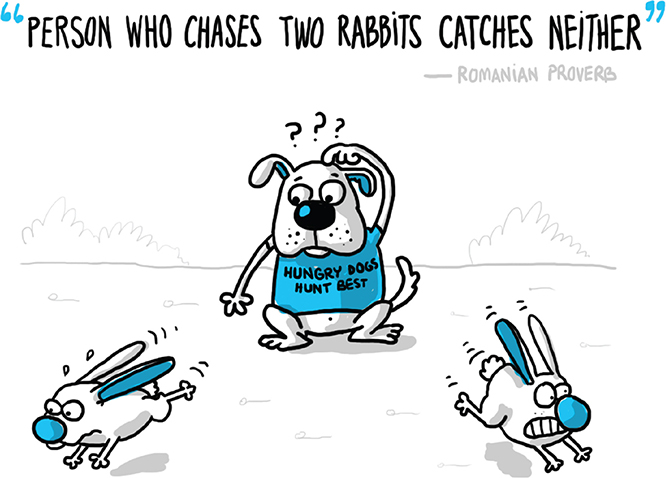 “PERSON WHO CHASES TWO RABBITS CATCHES NEITHER”
— ROMANIAN PROVERB
? ? ?
HUNGRY DOGS
HUNT BEST